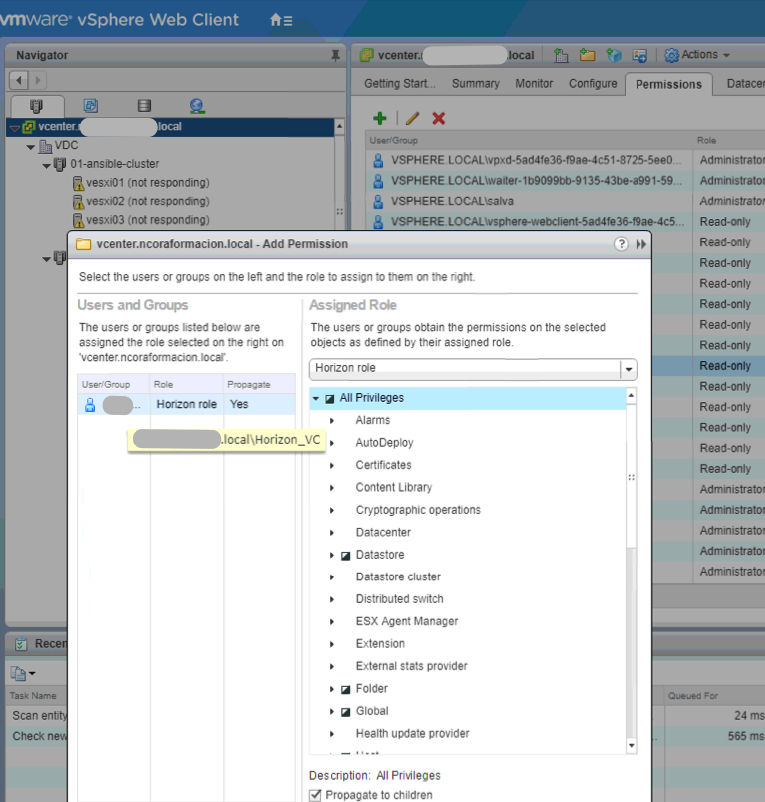 vmware® vSphere Web Client
Navigator
vcenter. .local
Actions
Getting Start...
Summary
Monitor
Configure
Permissions
Datacen
vcenter. .local
VDC
01-ansible-cluster
vesxi01 (not responding)
vesxi02 (not responding)
vesxi03 (not responding)
User/Group
Role
VSPHERE.LOCAL\vpxd-5ad4fe36-f9ae-4c51-8725-5ee0...
Administrator
VSPHERE.LOCAL\waiter-1b9099bb-9135-43be-a991-59...
Administrator
VSPHERE.LOCAL\salva
Administrator
VSPHERE.LOCAL\vsphere-webclient-5ad4fe36-f9ae-4c5...
Read-only
Read-only
Read-only
Read-only
Read-only
Read-only
Read-only
Read-only
Read-only
Read-only
Read-only
Read-only
Read-only
Administrator
Administrator
Administrator
Administrator
Administrator
vcenter.ncoraformacion.local - Add Permission
?
Select the users or groups on the left and the role to assign to them on the right.
Users and Groups
The users or groups listed below are
assigned the role selected on the right on
'vcenter.ncoraformacion.local'.
User/Group
Role
Propagate
...
Horizon role
Yes
.local\Horizon_VC
Assigned Role
The users or groups obtain the permissions on the selected
objects as defined by their assigned role.
Horizon role
All Privileges
Alarms
AutoDeploy
Certificates
Content Library
Cryptographic operations
Datacenter
Datastore
Datastore cluster
Distributed switch
ESX Agent Manager
Extension
External stats provider
Folder
Global
Health update provider
Host
Description: All Privileges
Propagate to children
Recen
Task Name
Scan entity
Check new
Queued For
24 ms
565 ms